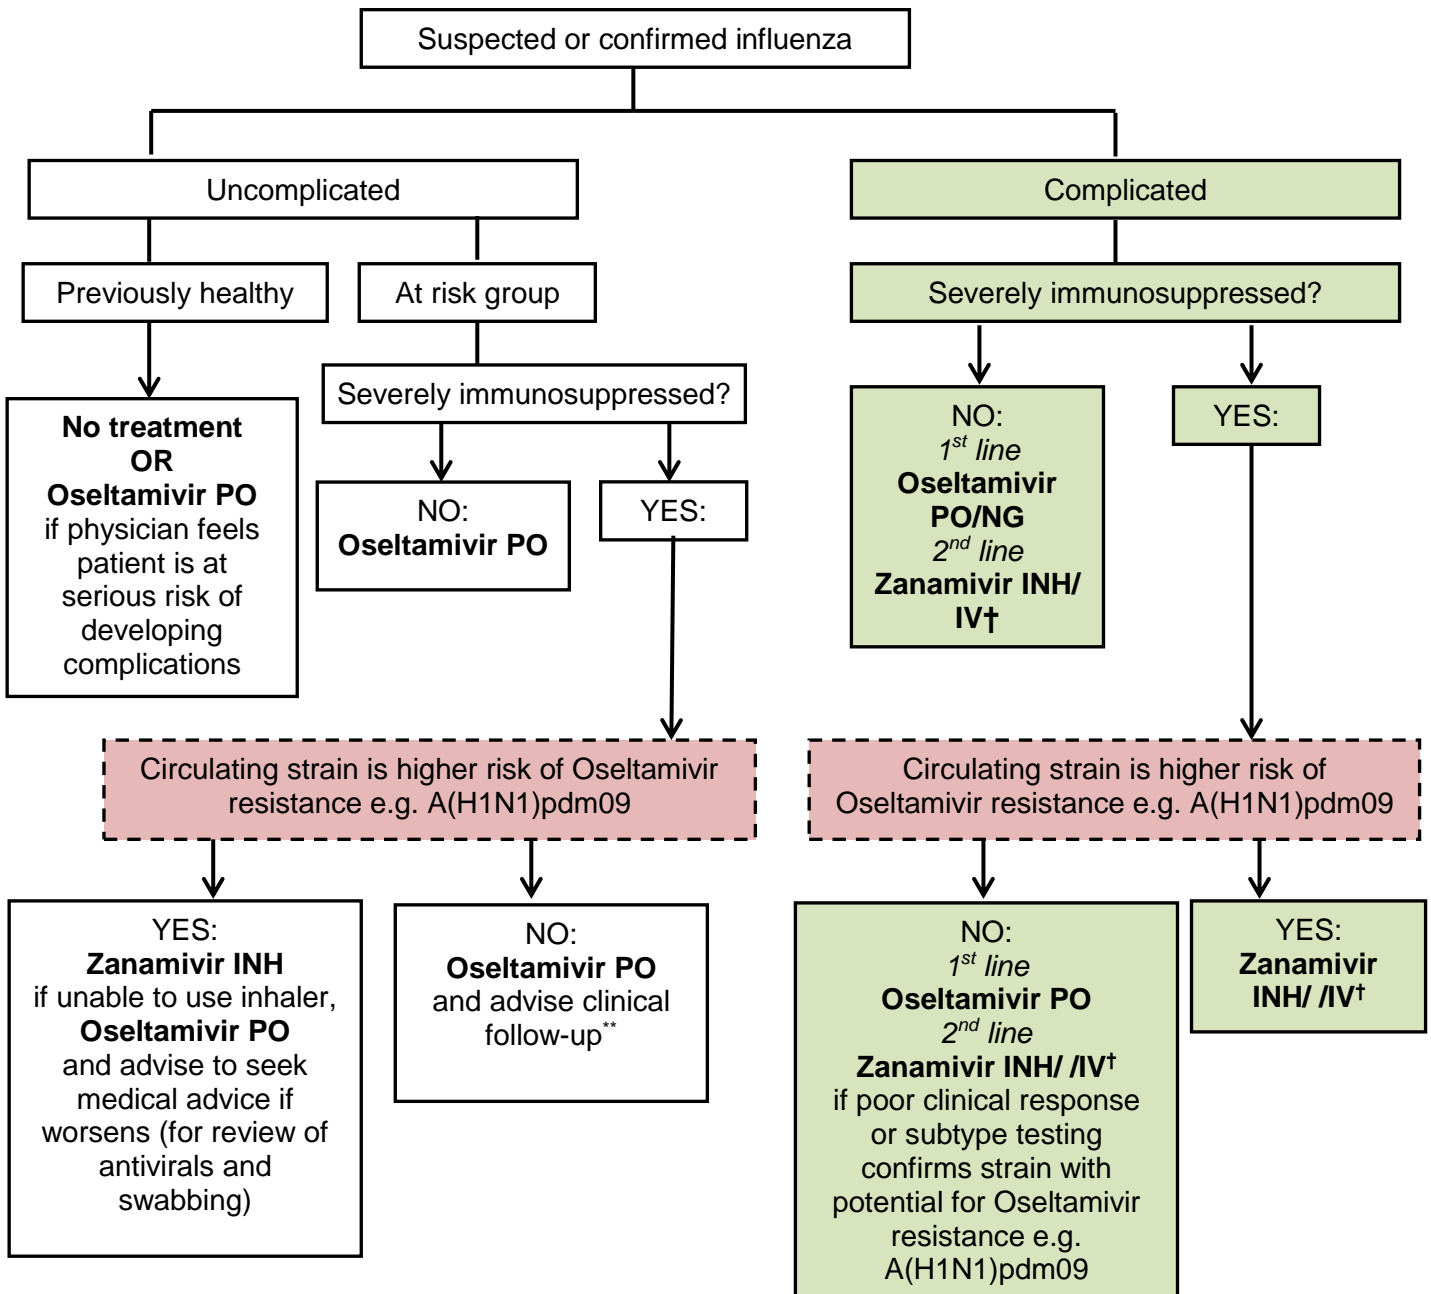 Suspected or confirmed influenza
Uncomplicated
Complicated
Previously healthy
At risk group
Severely immunosuppressed?
Severely immunosuppressed?
No treatment
OR
Oseltamivir PO
if physician feels
patient is at
serious risk of
developing
complications
NO:
Oseltamivir PO
YES:
NO:
1st line
Oseltamivir
PO/NG
2nd line
Zanamivir INH/
IV†
YES:
Circulating strain is higher risk of Oseltamivir
resistance e.g. A(H1N1)pdm09
Circulating strain is higher risk of
Oseltamivir resistance e.g. A(H1N1)pdm09
YES:
Zanamivir INH
if unable to use inhaler,
Oseltamivir PO
and advise to seek
medical advice if
worsens (for review of
antivirals and
swabbing)
NO:
Oseltamivir PO
and advise clinical
follow-up**
NO:
1st line
Oseltamivir PO
2nd line
Zanamivir INH/ /IV†
if poor clinical response
or subtype testing
confirms strain with
potential for Oseltamivir
resistance e.g.
A(H1N1)pdm09
YES:
Zanamivir
INH/ /IV†